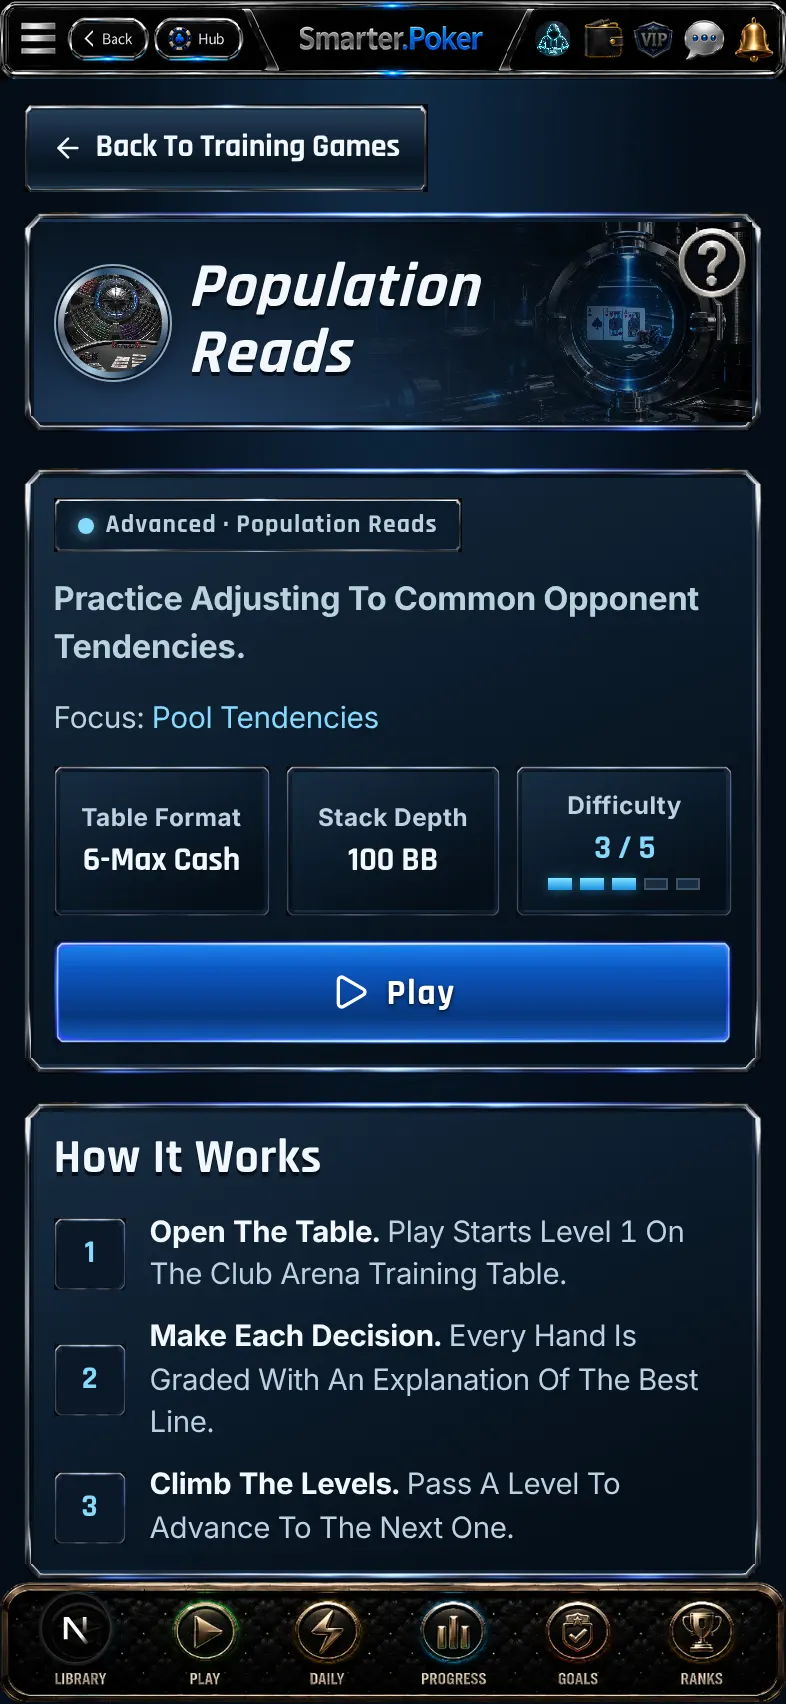 Back
Hub
Smarter.Poker
VIP
Back To Training Games
Population
Reads
?
Advanced · Population Reads
Practice Adjusting To Common Opponent
Tendencies.
Focus: Pool Tendencies
Table Format
6-Max Cash
Stack Depth
100 BB
Difficulty
3 / 5
Play
How It Works
1
Open The Table. Play Starts Level 1 On
The Club Arena Training Table.
2
Make Each Decision. Every Hand Is
Graded With An Explanation Of The Best
Line.
3
Climb The Levels. Pass A Level To
Advance To The Next One.
N
LIBRARY
PLAY
DAILY
PROGRESS
GOALS
RANKS